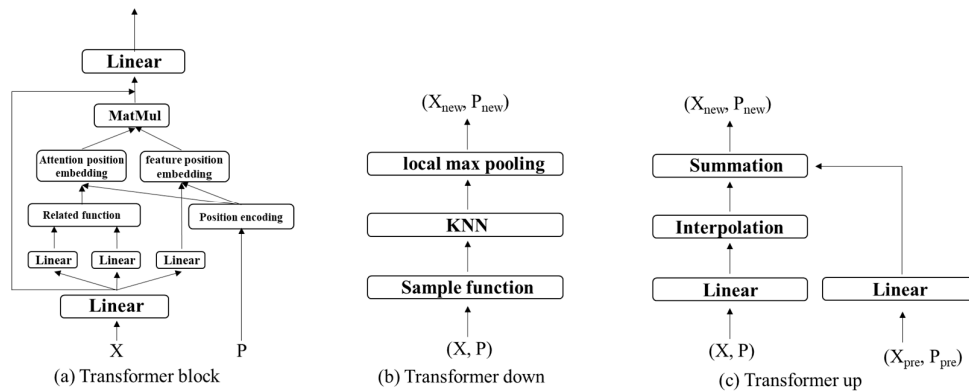 Linear
MatMul
Attention position
embedding
feature position
embedding
Related function
Position encoding
Linear
Linear
Linear
Linear
X
P
(a) Transformer block
(Xnew, Pnew)
local max pooling
KNN
Sample function
(X, P)
(b) Transformer down
(Xnew, Pnew)
Summation
Interpolation
Linear
Linear
(X, P)
(Xpre, Ppre)
(c) Transformer up